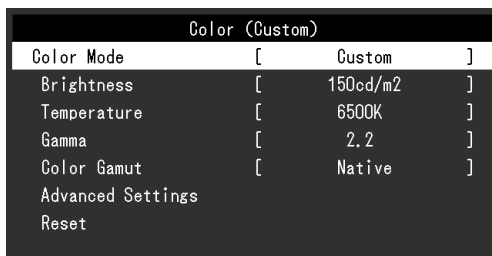 Color (Custom)
Color Mode [ Custom ]
Brightness [ 150cd/m2 ]
Temperature [ 6500K ]
Gamma [ 2.2 ]
Color Gamut [ Native ]
Advanced Settings
Reset